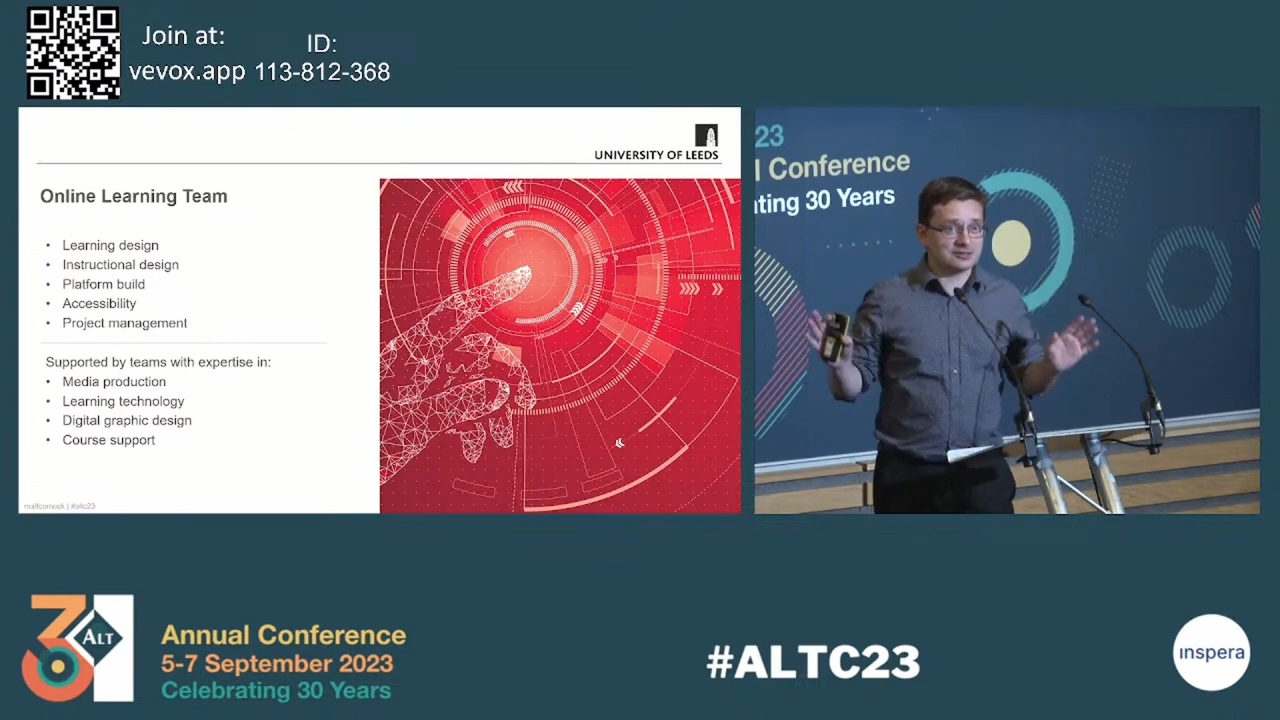 Join at:
vevox.app
ID:
113-812-368
UNIVERSITY OF LEEDS
Online Learning Team
• Learning design
• Instructional design
• Platform build
• Accessibility
• Project management
Supported by teams with expertise in:
• Media production
• Learning technology
• Digital graphic design
• Course support
mattcornock | #altc23
23
l Conference
ting 30 Years
ALT
Annual Conference
5-7 September 2023
Celebrating 30 Years
#ALTC23
inspera